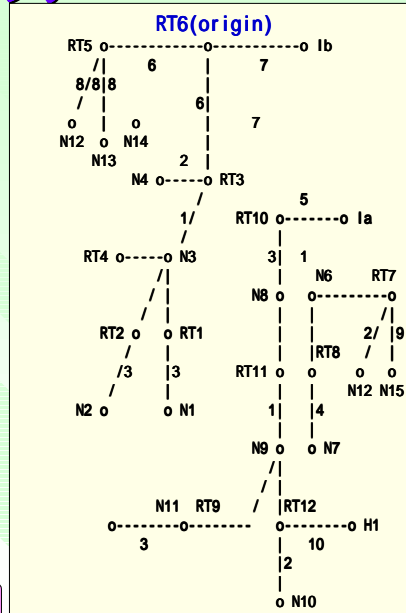 RT6(origin)
RT5 o------------o------------o Ib
/| 6 | 7
8/8|8 |
/ | 6|
o | o | 7
N12 o N14 |
N13 2 |
N4 o-----o RT3
/ 5
1/ RT10 o-------o Ia
/ |
RT4 o-----o N3 3| 1
/| | N6 RT7
/ | N8 o o--------o
/ | | | /|
RT2 o o RT1 | | 2/ |9
/ | | |RT8 / |
/3 |3 RT11 o o o o
/ | | | N12 N15
N2 o o N1 1| |4
| |
N9 o o N7
/|
/ |
N11 RT9 / |RT12
o--------o-------- o--------o H1
3 | 10
|2
|
o N10